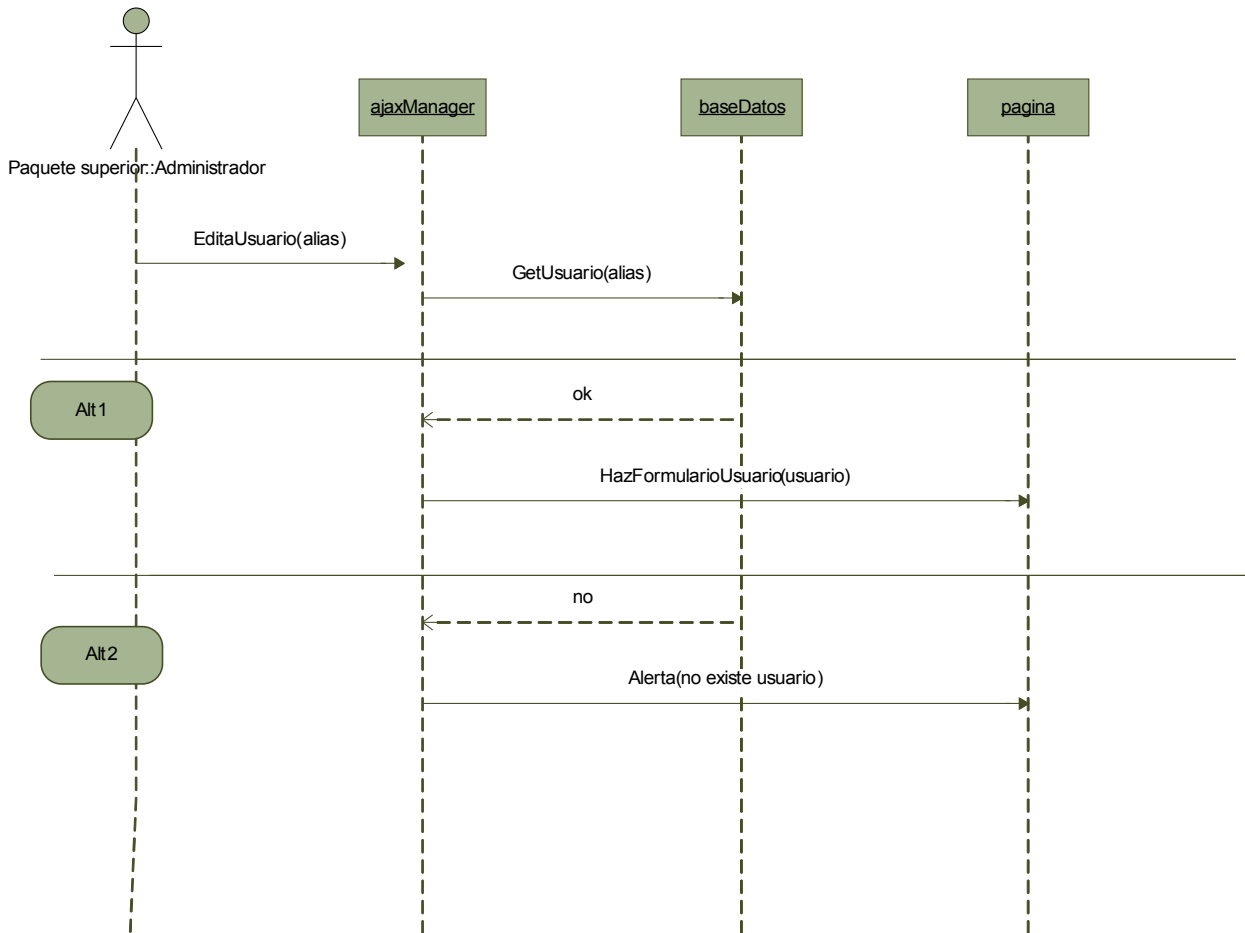 ajaxManager
baseDatos
pagina
Paquete superior::Administrador
EditaUsuario(alias)
GetUsuario(alias)
Alt1
ok
HazFormularioUsuario(usuario)
no
Alt2
Alerta(no existe usuario)